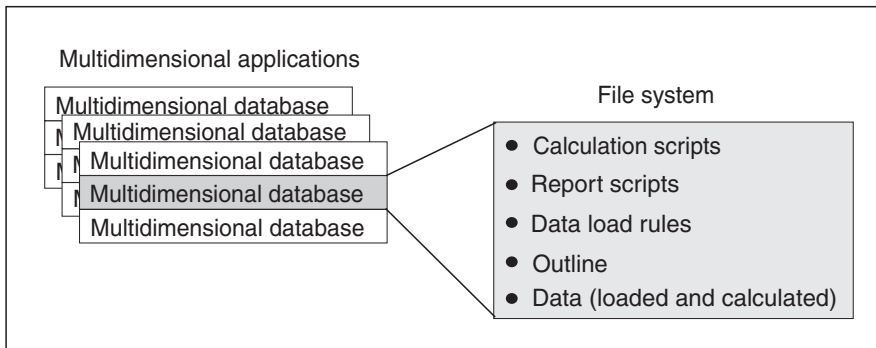 Multidimensional applications
Multidimensional database
Multidimensional database
Multidimensional database
Multidimensional database
Multidimensional database
File system
• Calculation scripts
• Report scripts
• Data load rules
• Outline
• Data (loaded and calculated)